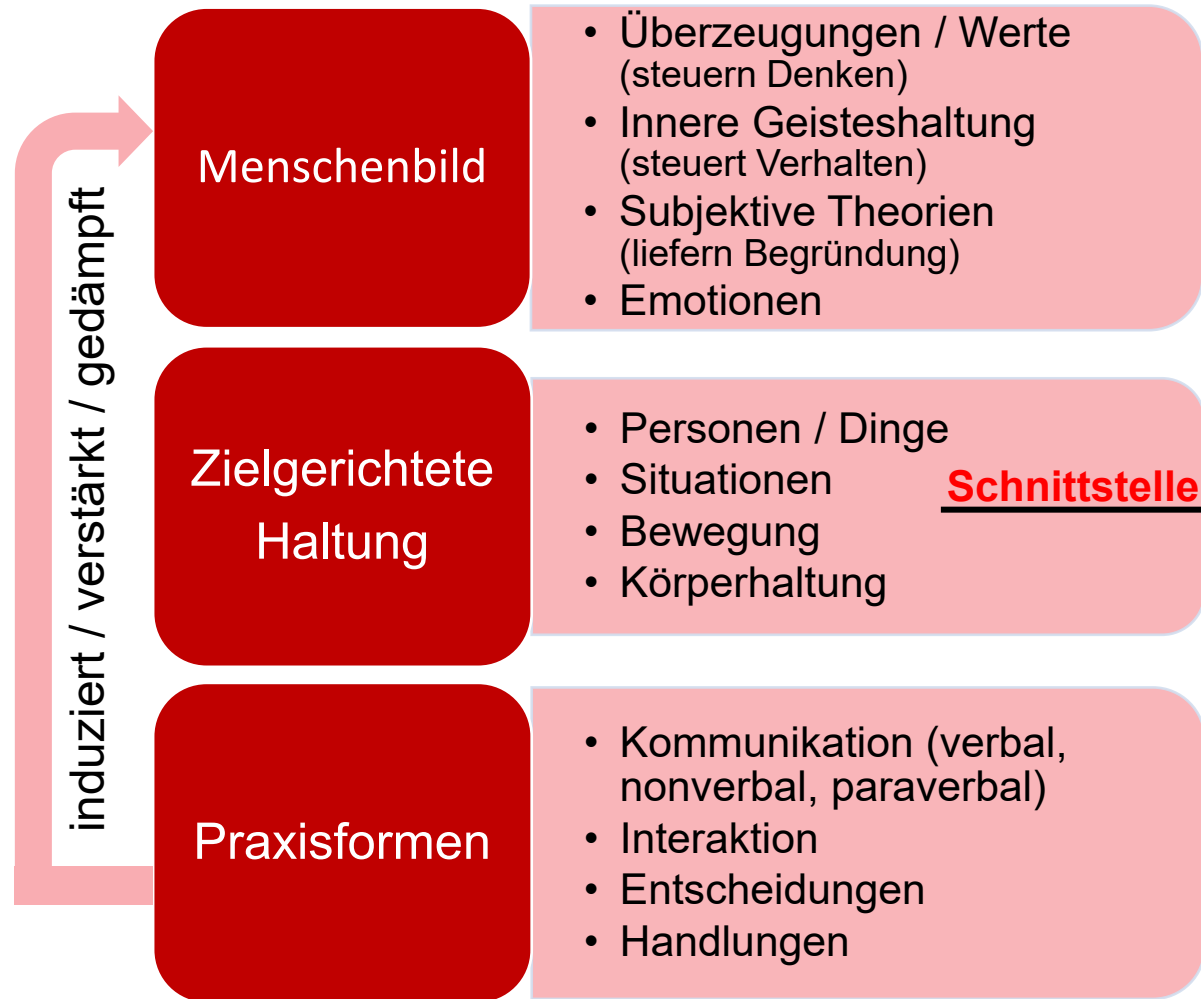 induziert / verstärkt / gedämpft
Menschenbild
• Überzeugungen / Werte
(steuern Denken)
• Innere Geisteshaltung
(steuert Verhalten)
• Subjektive Theorien
(liefern Begründung)
• Emotionen
Zielgerichtete
Haltung
• Personen / Dinge
• Situationen
• Bewegung
• Körperhaltung
Schnittstelle
Praxisformen
• Kommunikation (verbal,
nonverbal, paraverbal)
• Interaktion
• Entscheidungen
• Handlungen